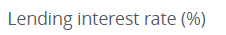 Lending interest rate (%)